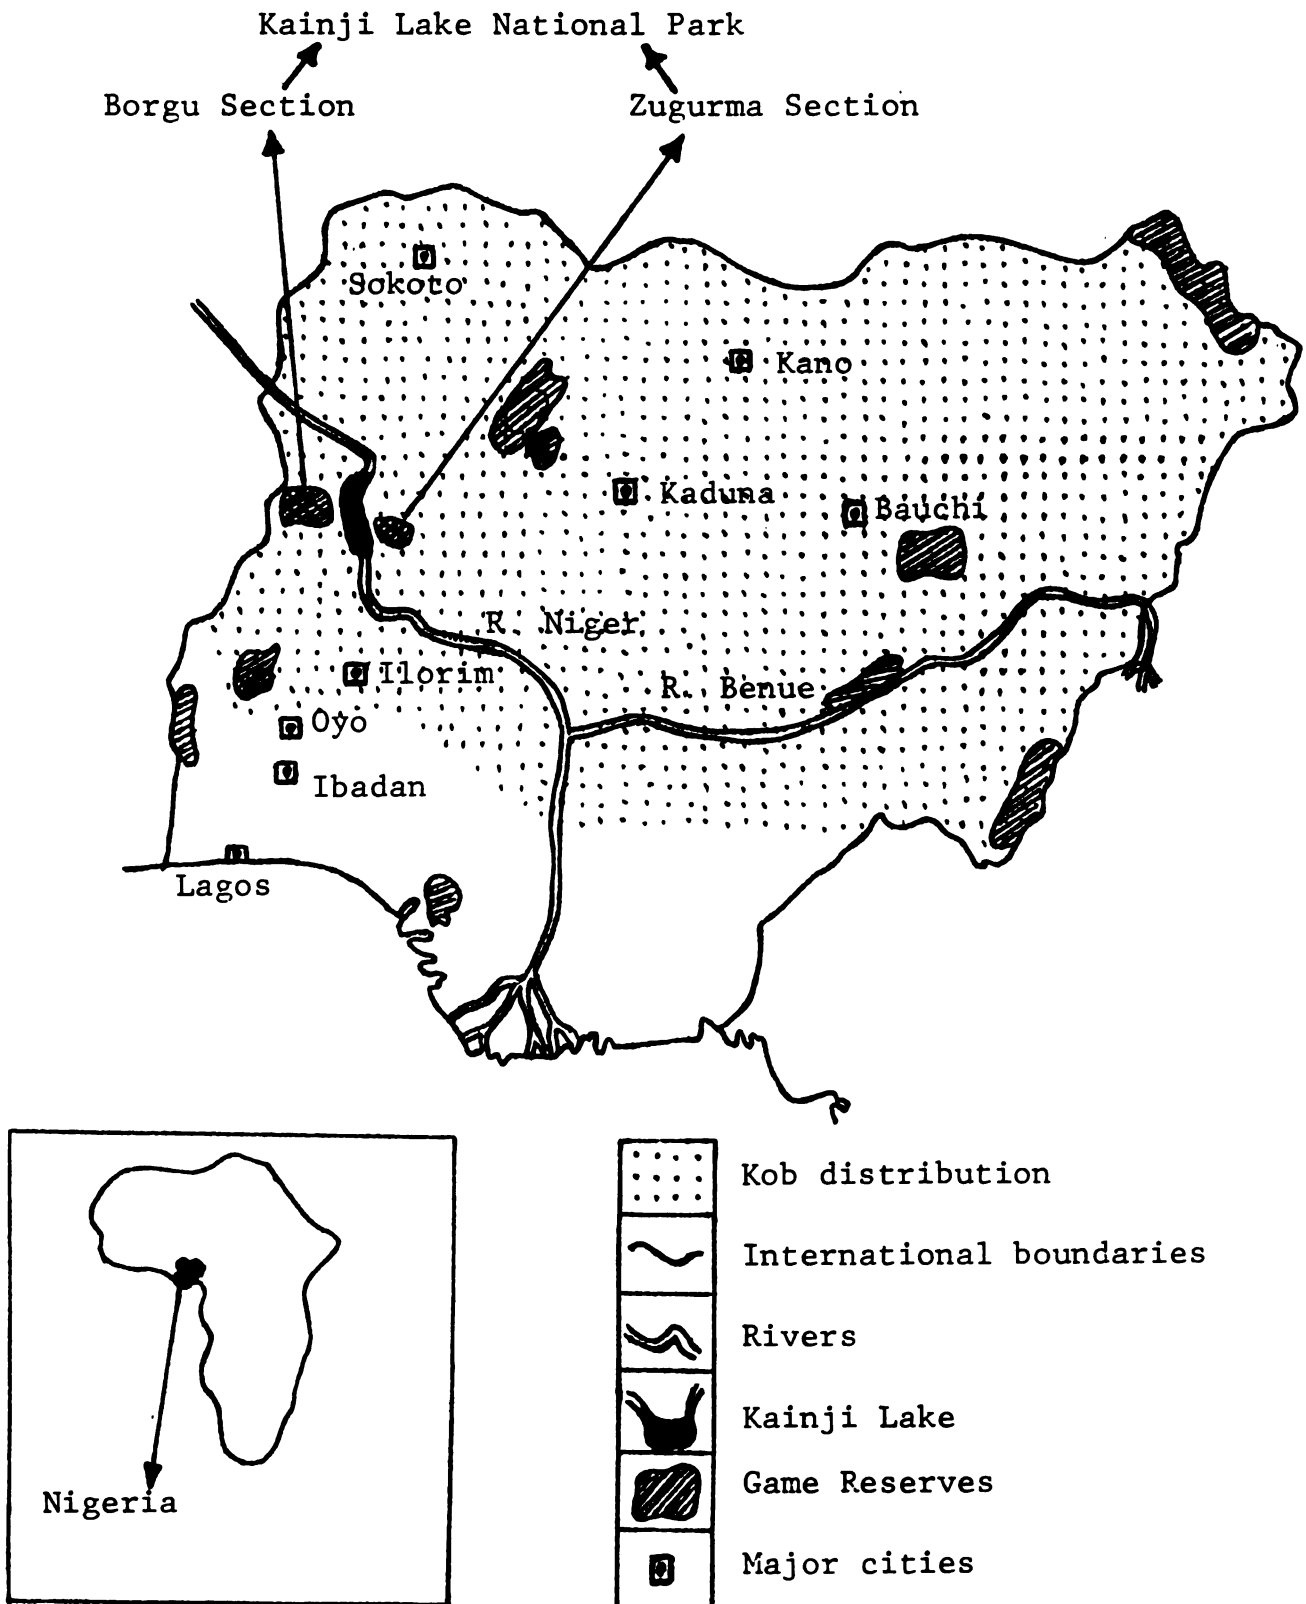 Kainji Lake National Park
Borgu Section
Zugurma Section
Sokoto
Kano
Kaduna
Bauchi
R. Niger
Ilorim
R. Benue
Oyo
Ibadan
Lagos
Nigeria
Kob distribution
International boundaries
Rivers
Kainji Lake
Game Reserves
Major cities